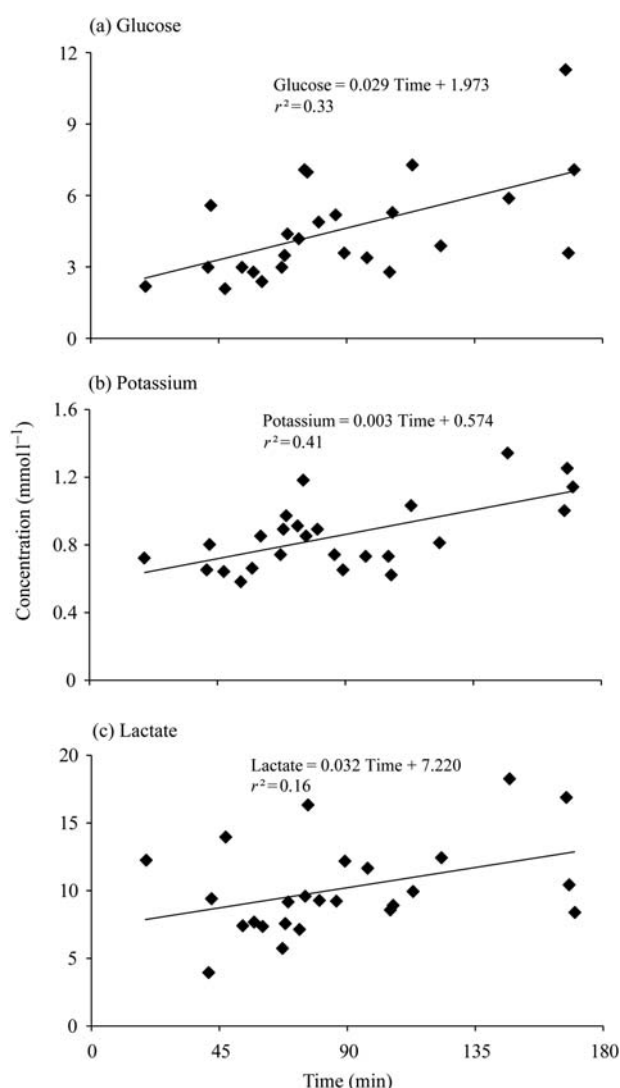 (a) Glucose
12
Glucose = 0.029 Time + 1.973
r² = 0.33
9
6
3
0
(b) Potassium
1.6
Potassium = 0.003 Time + 0.574
r² = 0.41
1.2
0.8
0.4
0
Concentration (mmol l⁻¹)
(c) Lactate
20
Lactate = 0.032 Time + 7.220
r² = 0.16
15
10
5
0
0 45 90 135 180
Time (min)